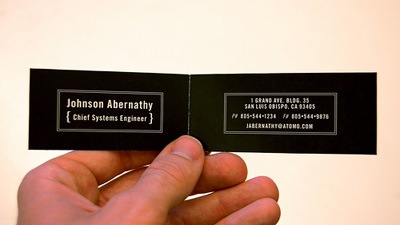 Johnson Abernathy
{ Chief Systems Engineer }
1 GRAND AVE. BLDG. 35
SAN LUIS OBISPO, CA 93405
P// 805•544•1234 F// 805•544•9876
JABERNATHY@ATOMO.COM